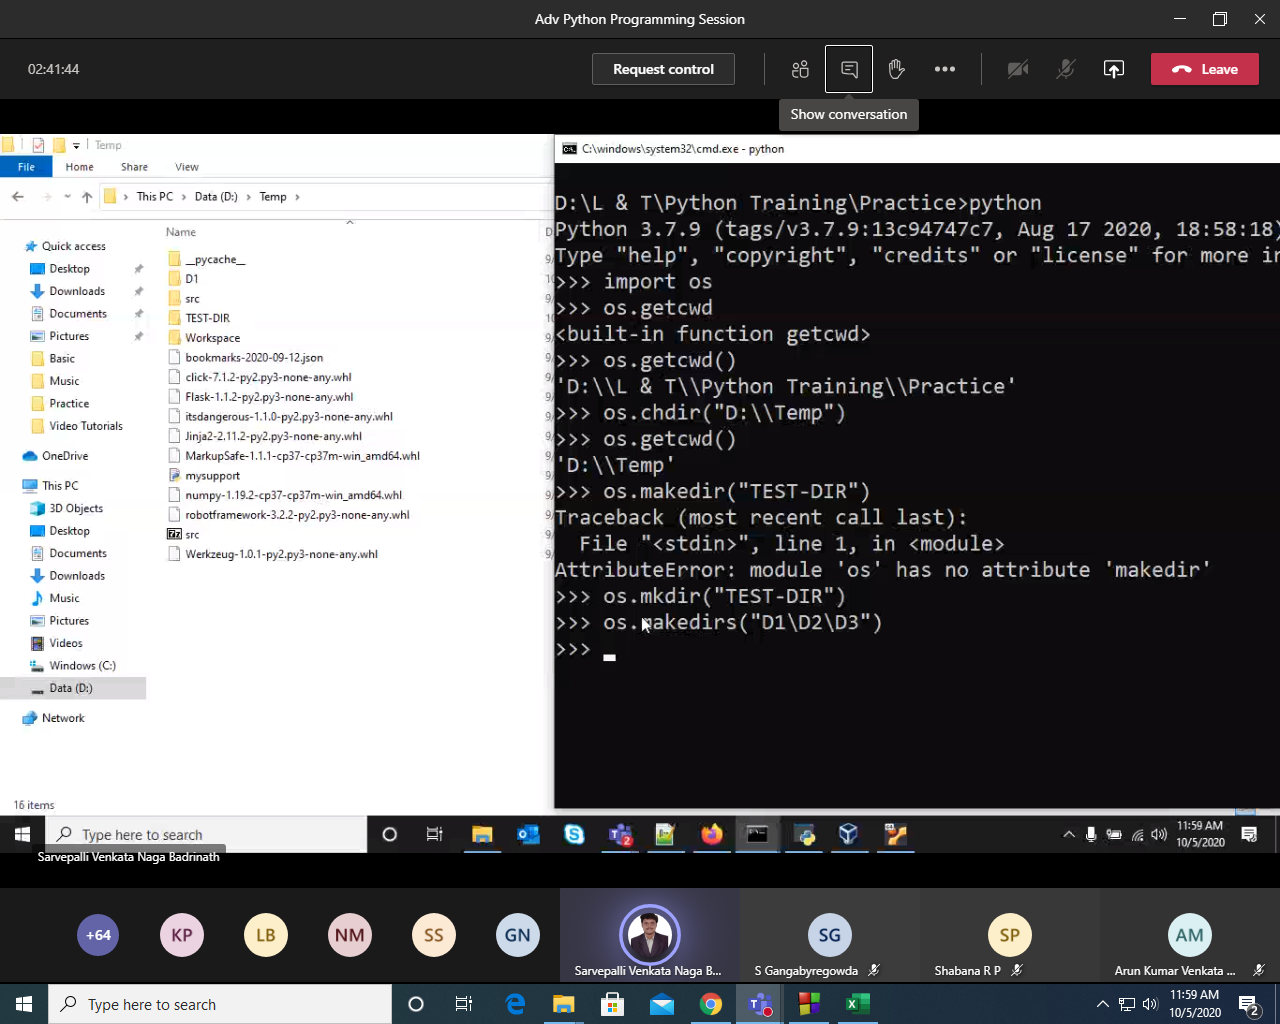 Adv Python Programming Session
02:41:44
Request control
Leave
Show conversation
Temp
C:\windows\system32\cmd.exe - python
File Home Share View
This PC > Data (D:) > Temp >
Name
Quick access
Desktop
Downloads
Documents
Pictures
Basic
Music
Practice
Video Tutorials
OneDrive
This PC
3D Objects
Desktop
Documents
Downloads
Music
Pictures
Videos
Windows (C:)
Data (D:)
Network
__pycache__
D1
src
TEST-DIR
Workspace
bookmarks-2020-09-12.json
click-7.1.2-py2.py3-none-any.whl
Flask-1.1.2-py2.py3-none-any.whl
itsdangerous-1.1.0-py2.py3-none-any.whl
Jinja2-2.11.2-py2.py3-none-any.whl
MarkupSafe-1.1.1-cp37-cp37m-win_amd64.whl
mysupport
numpy-1.19.2-cp37-cp37m-win_amd64.whl
robotframework-3.2.2-py2.py3-none-any.whl
src
Werkzeug-1.0.1-py2.py3-none-any.whl
16 items
D:\L & T\Python Training\Practice>python
Python 3.7.9 (tags/v3.7.9:13c94747c7, Aug 17 2020, 18:58:18)
Type "help", "copyright", "credits" or "license" for more in
>>> import os
>>> os.getcwd
<built-in function getcwd>
>>> os.getcwd()
'D:\\L & T\\Python Training\\Practice'
>>> os.chdir("D:\\Temp")
>>> os.getcwd()
'D:\\Temp'
>>> os.makedir("TEST-DIR")
Traceback (most recent call last):
File "<stdin>", line 1, in <module>
AttributeError: module 'os' has no attribute 'makedir'
>>> os.mkdir("TEST-DIR")
>>> os.makedirs("D1\D2\D3")
>>>
Type here to search
11:59 AM
10/5/2020
Sarvepalli Venkata Naga Badrinath
+64 KP LB NM SS GN SG SP AM
Sarvepalli Venkata Naga B... S Gangabyregowda Shabana R P Arun Kumar Venkata ...
Type here to search
11:59 AM
10/5/2020
2